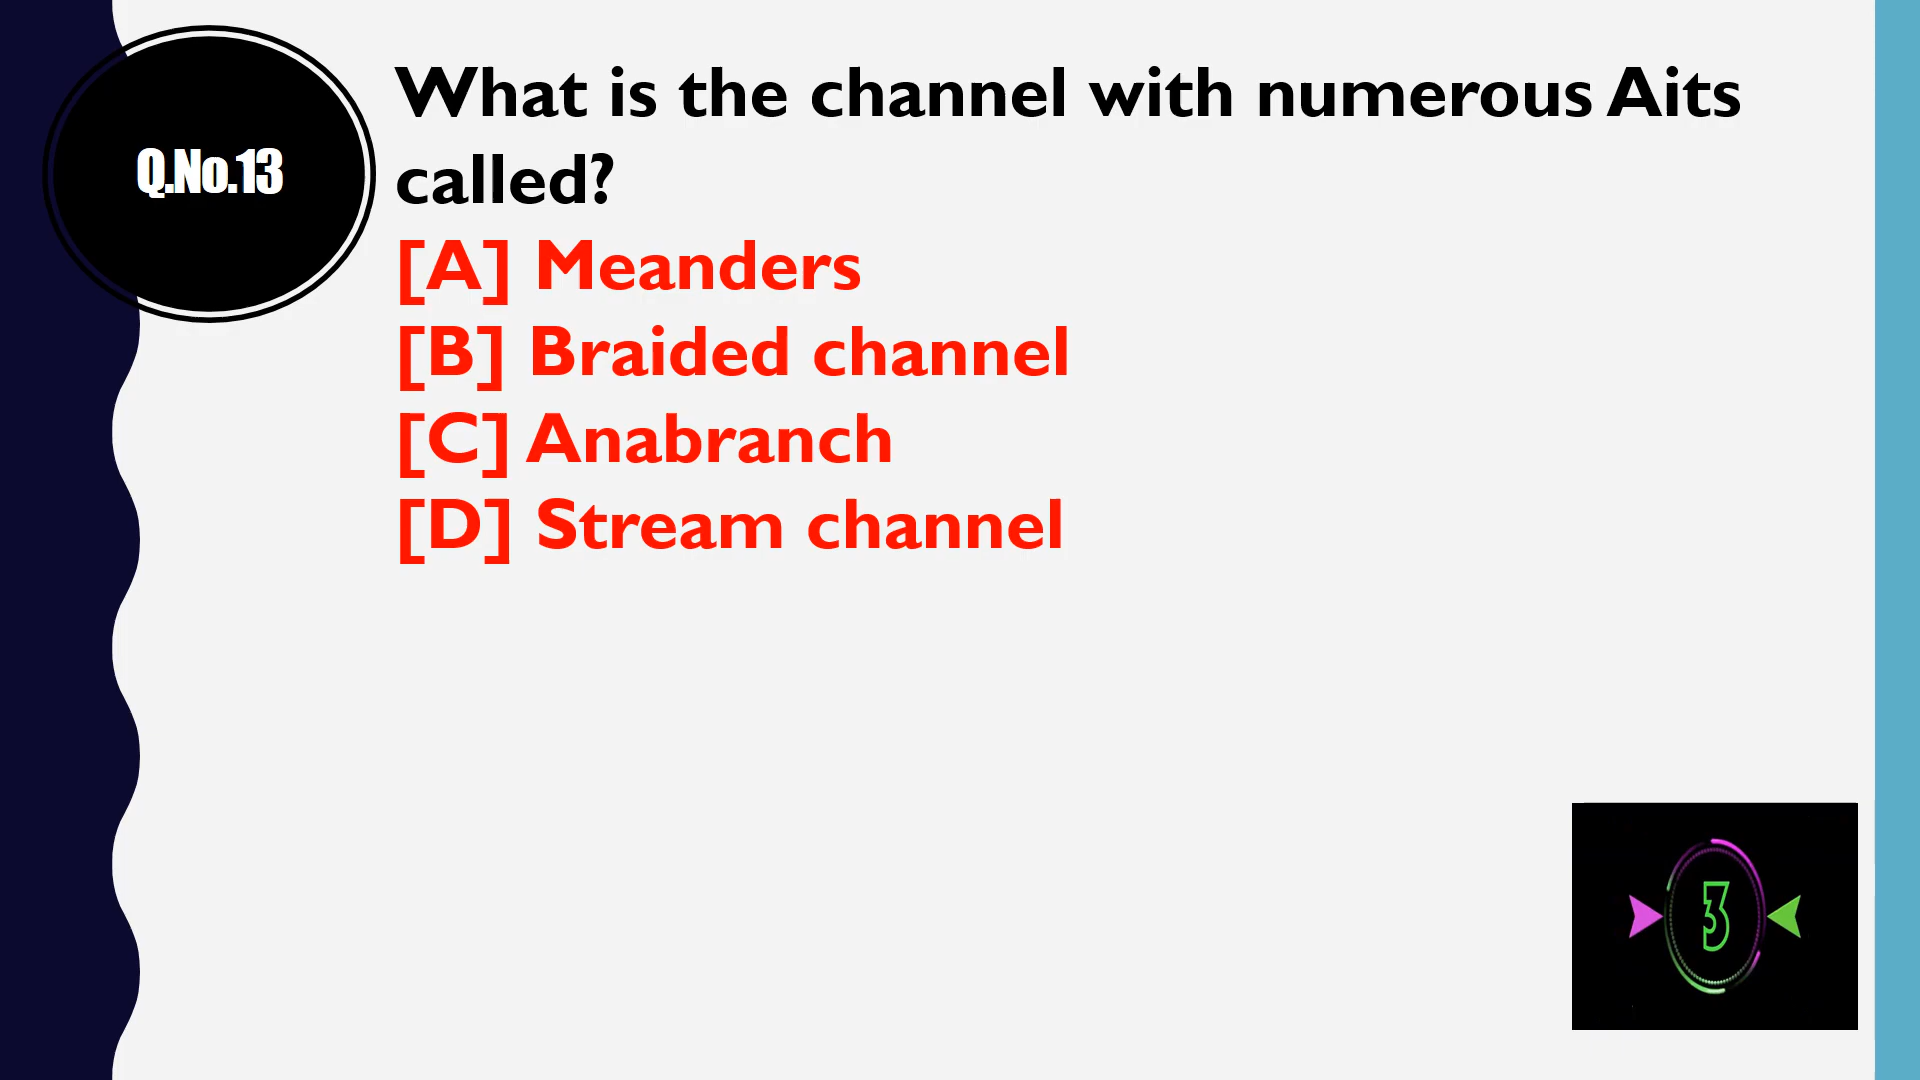 Q.No.13
What is the channel with numerous Aits
called?
[A] Meanders
[B] Braided channel
[C] Anabranch
[D] Stream channel
3